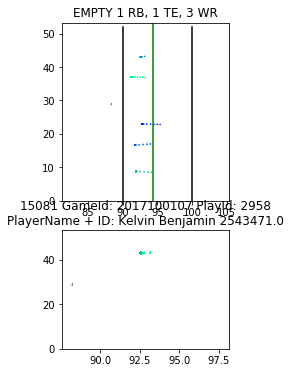 EMPTY 1 RB, 1 TE, 3 WR
50
40
30
20
10
0
85 90 95 100 105
15081 GameId: 2017100107 PlayId: 2958
PlayerName + ID: Kelvin Benjamin 2543471.0
40
20
0
90.0 92.5 95.0 97.5